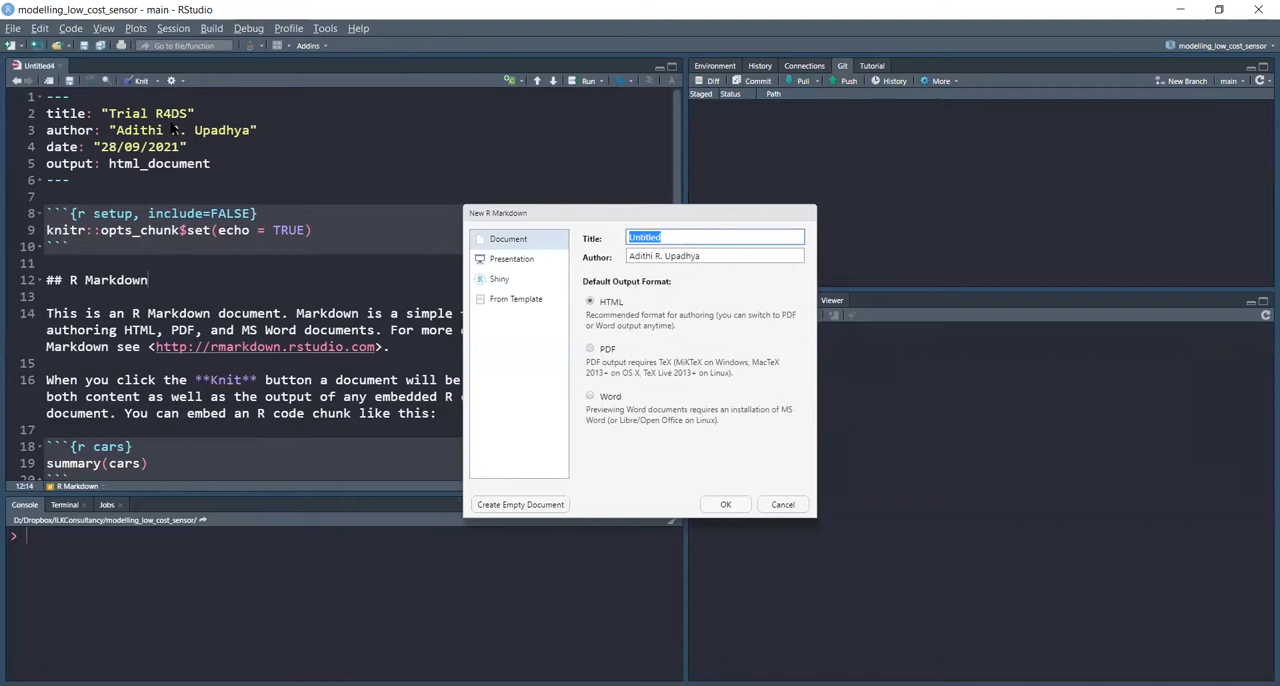 modelling_low_cost_sensor - main - RStudio
File Edit Code View Plots Session Build Debug Profile Tools Help
Go to file/function Addins modelling_low_cost_sensor
Untitled4
Knit Run
1 ---
2 title: "Trial R4DS"
3 author: "Adithi R. Upadhya"
4 date: "28/09/2021"
5 output: html_document
6 ---
7
8 ```{r setup, include=FALSE}
9 knitr::opts_chunk$set(echo = TRUE)
10 ```
11
12 ## R Markdown
13
14 This is an R Markdown document. Markdown is a simple
authoring HTML, PDF, and MS Word documents. For more
Markdown see <http://rmarkdown.rstudio.com>.
15
16 When you click the **Knit** button a document will be
both content as well as the output of any embedded R
document. You can embed an R code chunk like this:
17
18 ```{r cars}
19 summary(cars)
20 ```
12:14 R Markdown
Console Terminal Jobs
D:/Dropbox/ILKConsultancy/modelling_low_cost_sensor/
>
Environment History Connections Git Tutorial
Diff Commit Pull Push History More New Branch main
Staged Status Path
Viewer
New R Markdown
Document
Presentation
Shiny
From Template
Title: Untitled
Author: Adithi R. Upadhya
Default Output Format:
HTML
Recommended format for authoring (you can switch to PDF
or Word output anytime).
PDF
PDF output requires TeX (MiKTeX on Windows, MacTeX
2013+ on OS X, TeX Live 2013+ on Linux).
Word
Previewing Word documents requires an installation of MS
Word (or Libre/Open Office on Linux).
Create Empty Document OK Cancel